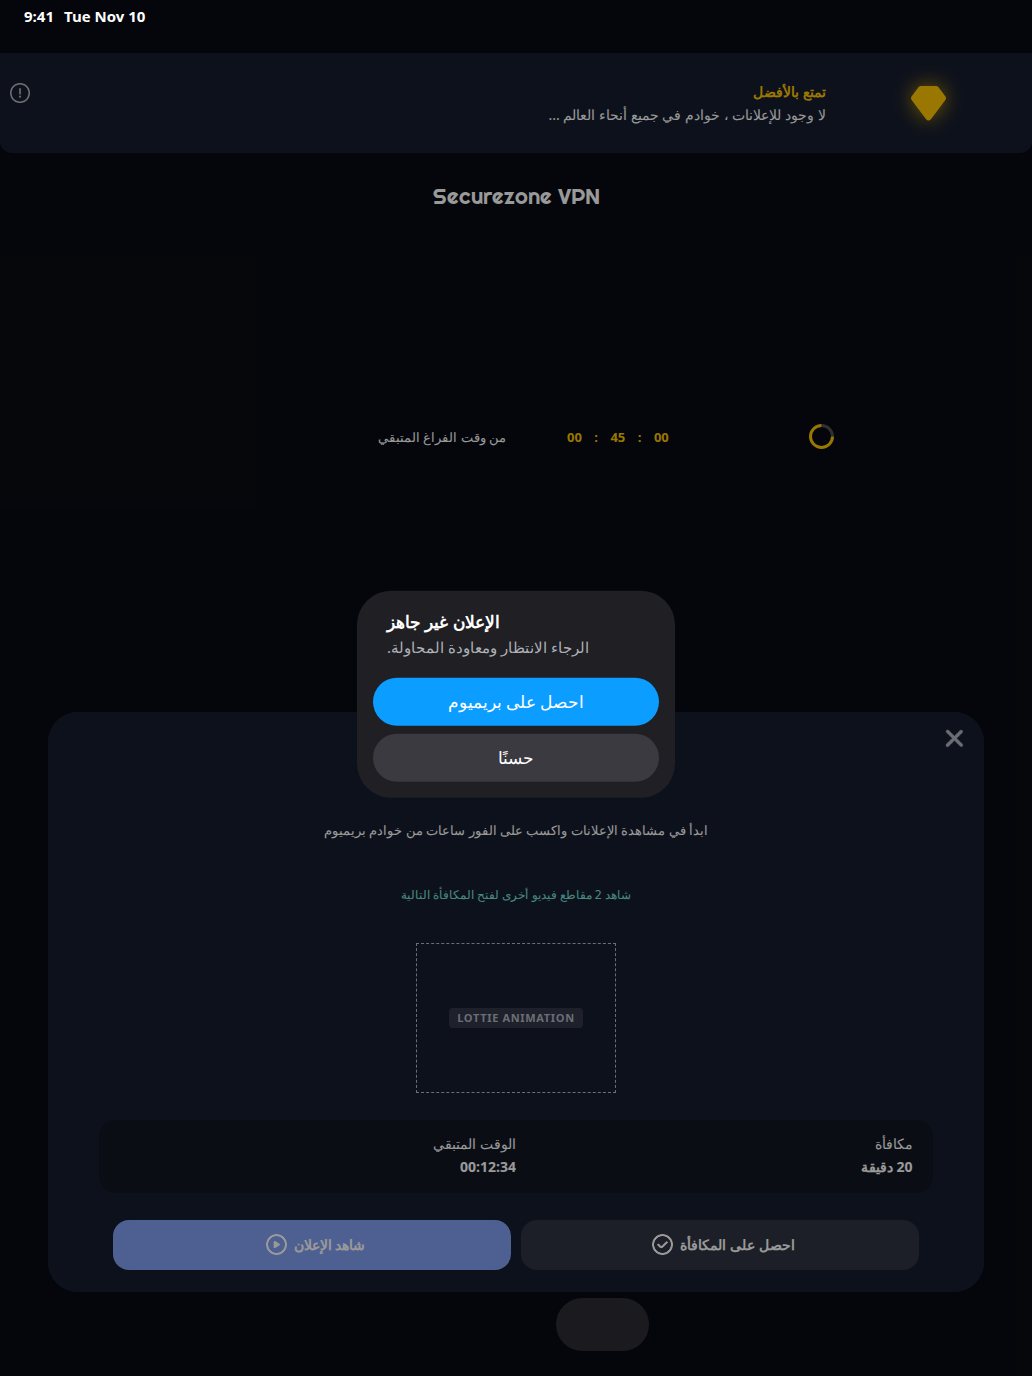 9:41 Tue Nov 10
تمتع بالأفضل
لا وجود للإعلانات ، خوادم في جميع أنحاء العالم ...
Securezone VPN
من وقت الفراغ المتبقي
00 : 45 : 00
الإعلان غير جاهز
الرجاء الانتظار ومعاودة المحاولة.
احصل على بريميوم
حسنًا
ابدأ في مشاهدة الإعلانات واكسب على الفور ساعات من خوادم بريميوم
شاهد 2 مقاطع فيديو أخرى لفتح المكافأة التالية
LOTTIE ANIMATION
مكافأة
20 دقيقة
الوقت المتبقي
00:12:34
احصل على المكافأة
شاهد الإعلان